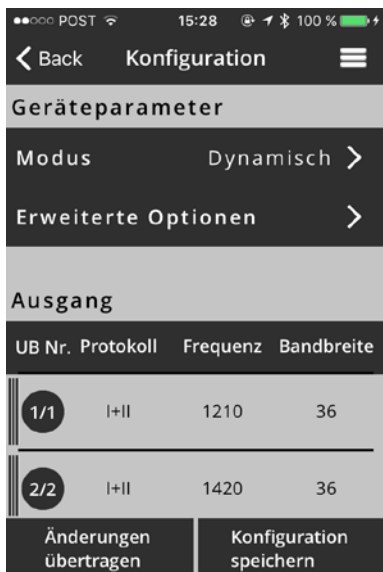 POST 15:28 100 %
Back Konfiguration
Geräteparameter
Modus Dynamisch
Erweiterte Optionen
Ausgang
UB Nr. Protokoll Frequenz Bandbreite
1/1 I+II 1210 36
2/2 I+II 1420 36
Änderungen übertragen
Konfiguration speichern